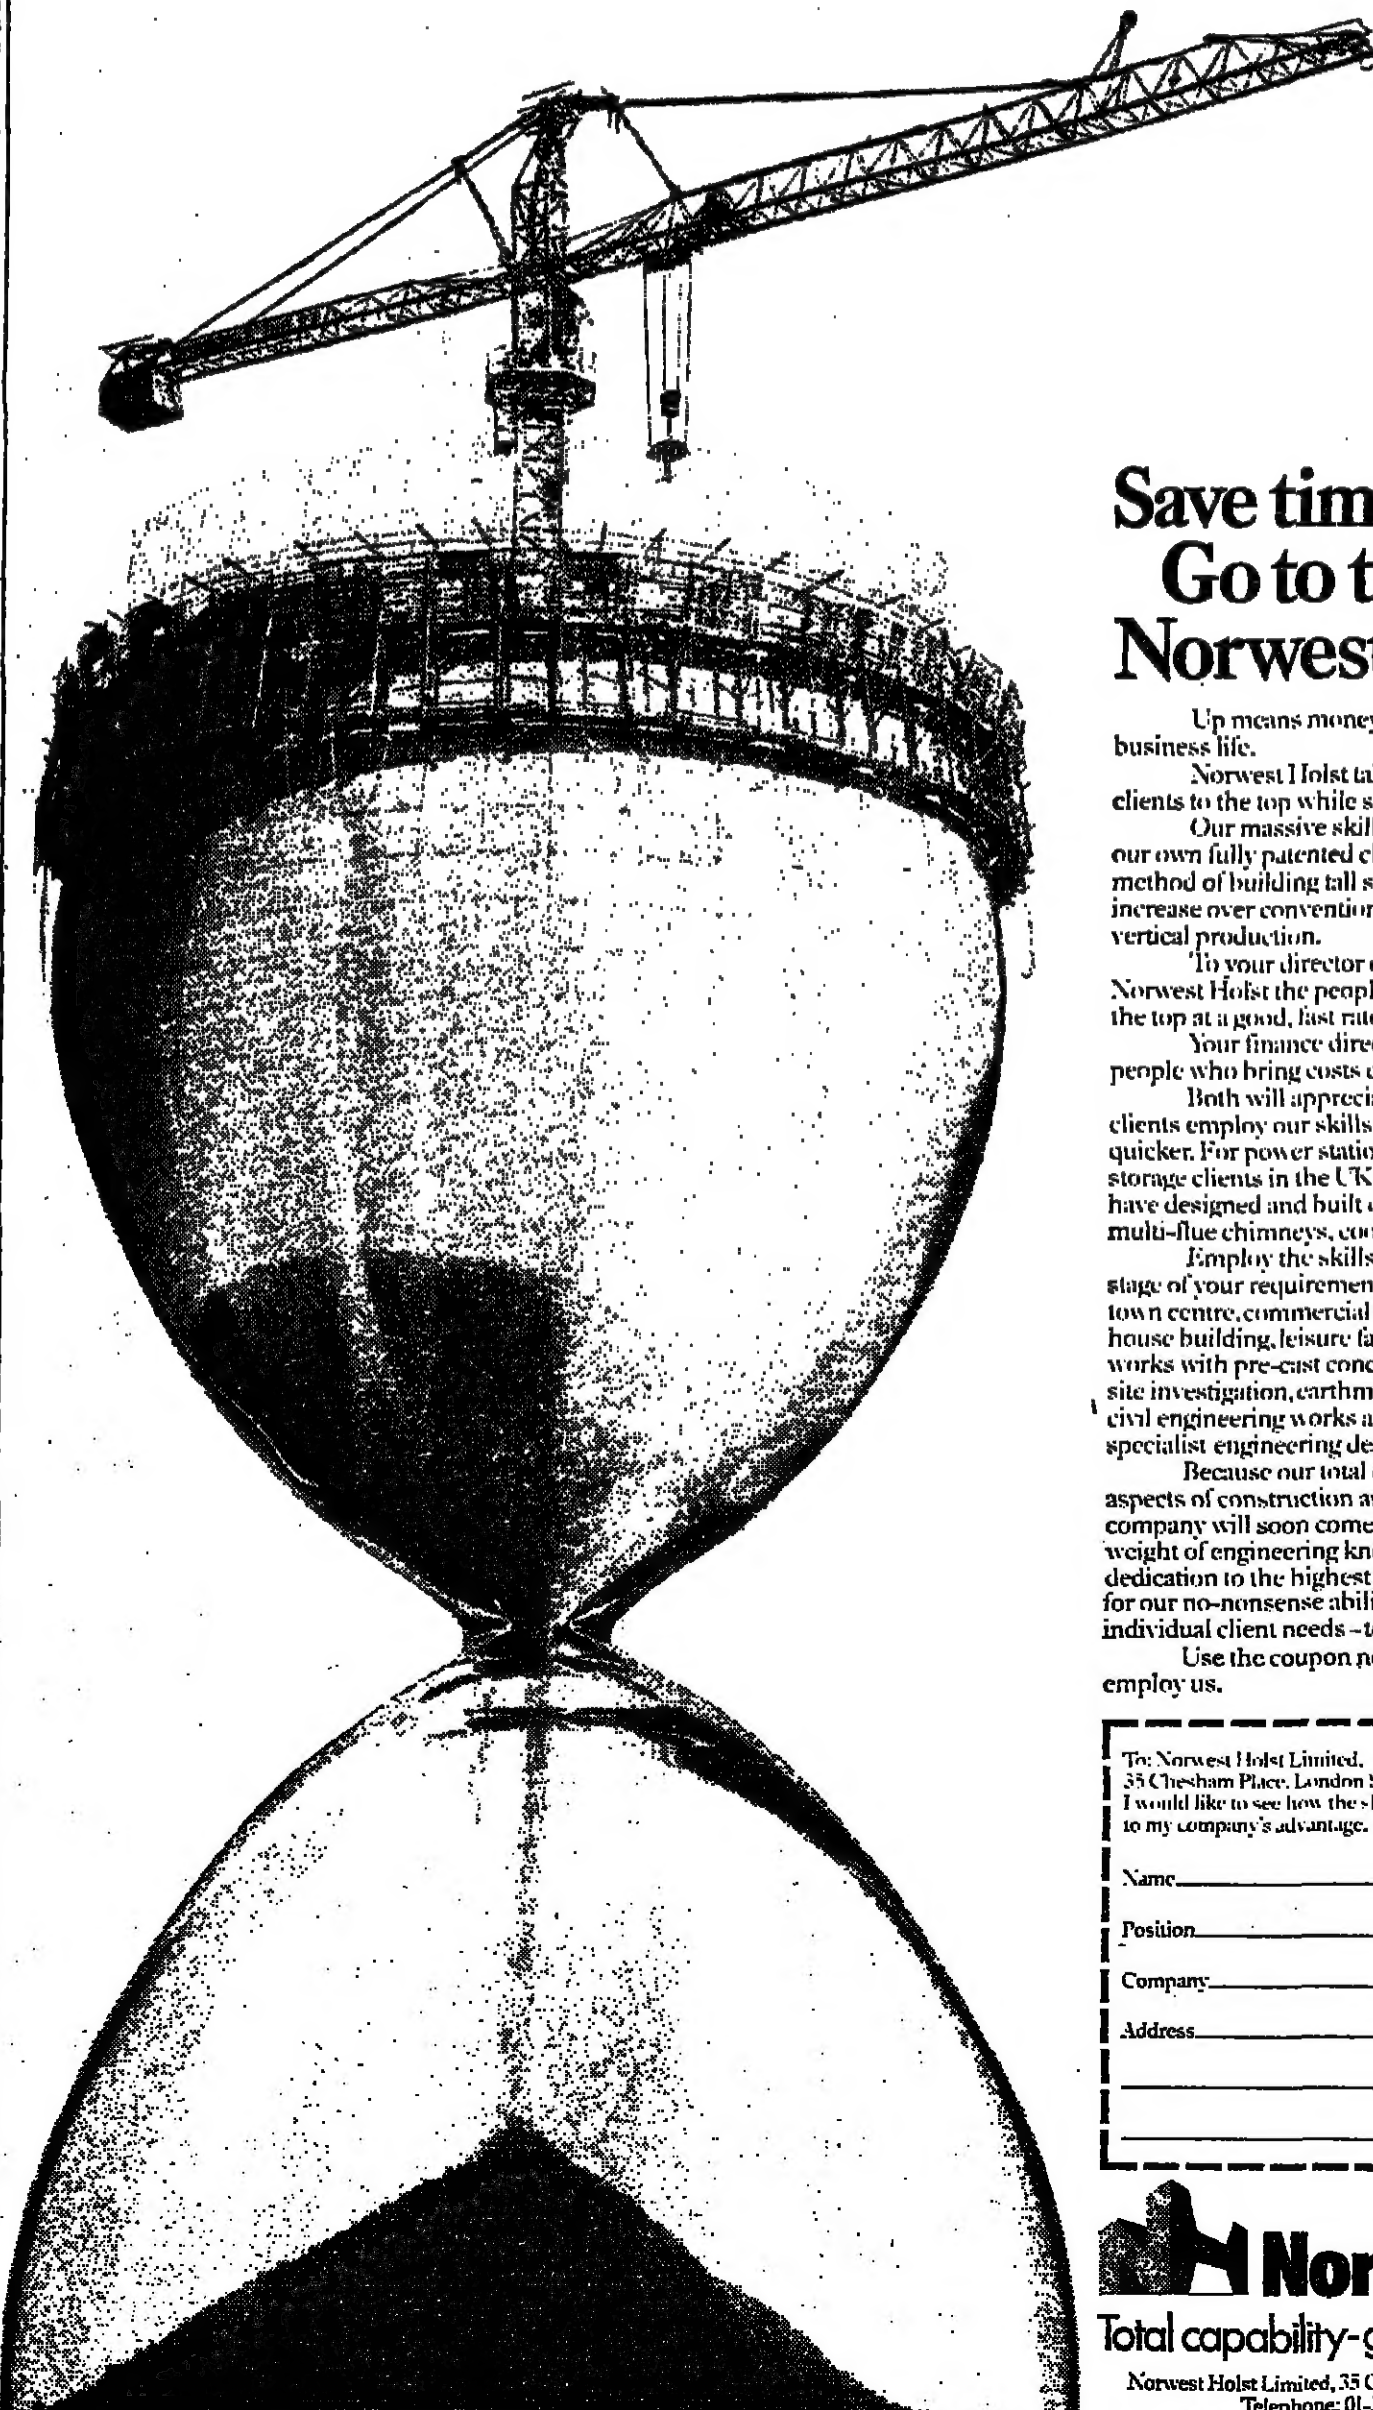 Save tim
Go to t
Norwest
Up means money
business life.
Norwest Holst ta
clients to the top while s
Our massive skill
our own fully patented cl
method of building tall s
increase over convention
vertical production.
To your director
Norwest Holst the peopl
the top at a good, fast rate
Your finance dire
people who bring costs
Both will apprecia
clients employ our skills
quicker. For power statio
storage clients in the UK
have designed and built
multi-flue chimneys, coo
Employ the skills
stage of your requiremen
town centre, commercial
house building, leisure fa
works with pre-cast conc
site investigation, earthm
civil engineering works a
specialist engineering de
Because our total
aspects of construction a
company will soon come
weight of engineering kn
dedication to the highest
for our no-nonsense abili
individual client needs – t
Use the coupon n
employ us.
To: Norwest Holst Limited,
35 Chesham Place, London S
I would like to see how the s
to my company's advantage.
Name
Position
Company
Address
Nor
Total capability-g
Norwest Holst Limited, 35 C
Telephone: 01-